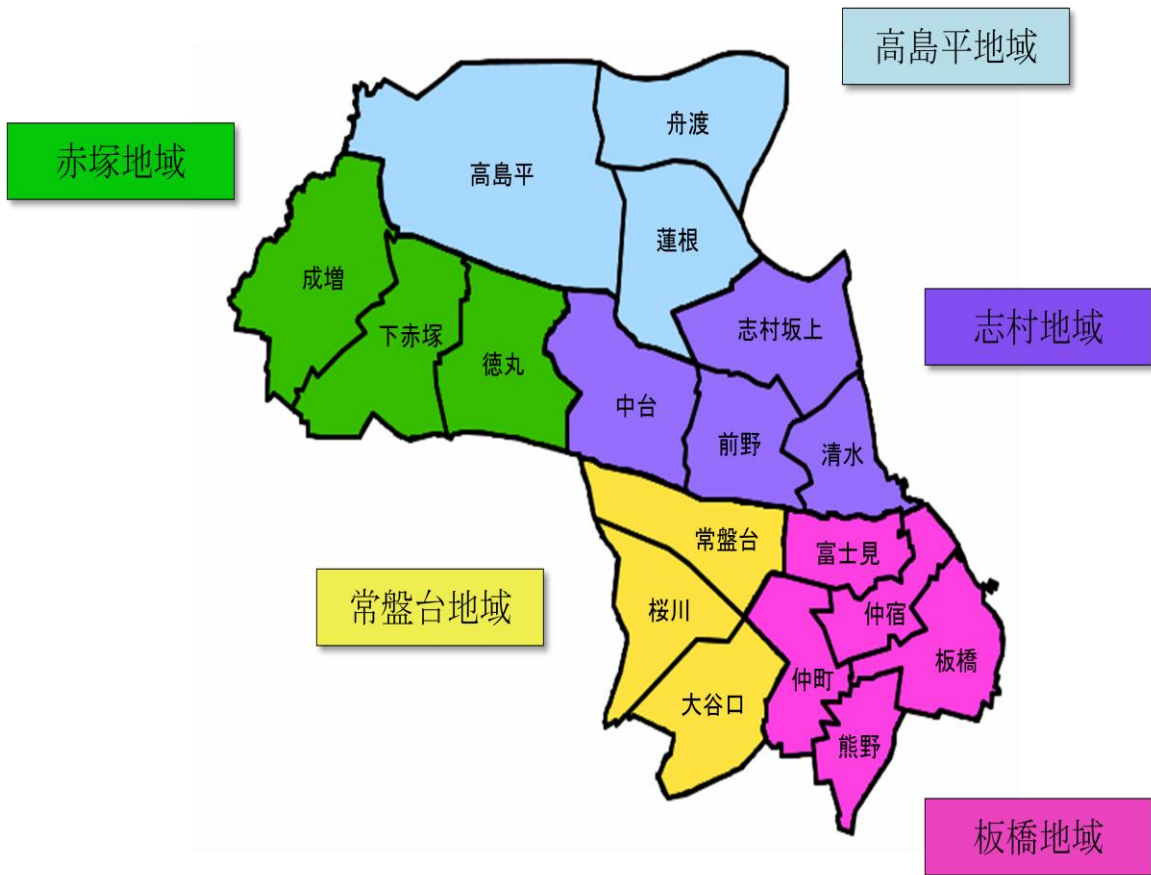 高島平地域
舟渡
赤塚地域
高島平
蓮根
成増
志村地域
下赤塚
志村坂上
徳丸
中台
前野
清水
常盤台
富士見
常盤台地域
桜川
仲宿
板橋
仲町
大谷口
熊野
板橋地域